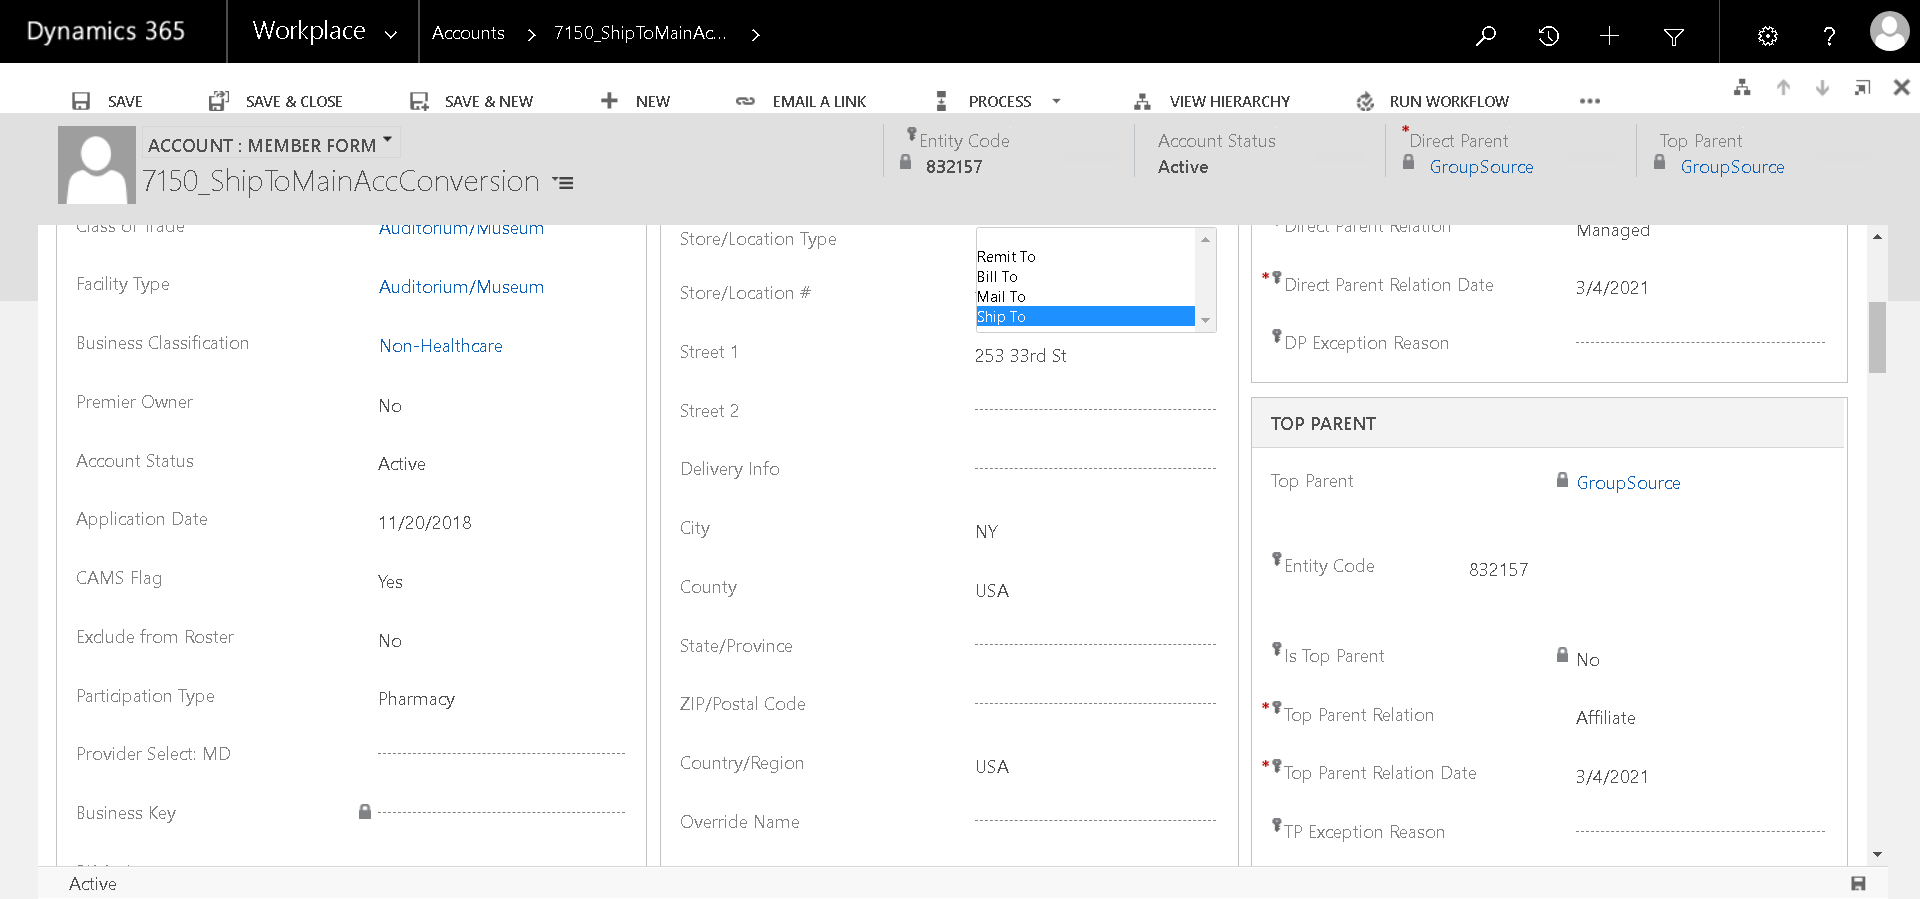 Dynamics 365
Workplace
Accounts
7150_ShipToMainAc...
SAVE
SAVE & CLOSE
SAVE & NEW
NEW
EMAIL A LINK
PROCESS
VIEW HIERARCHY
RUN WORKFLOW
ACCOUNT : MEMBER FORM
7150_ShipToMainAccConversion
Entity Code
832157
Account Status
Active
*Direct Parent
GroupSource
Top Parent
GroupSource
Class of Trade
Auditorium/Museum
Facility Type
Auditorium/Museum
Business Classification
Non-Healthcare
Premier Owner
No
Account Status
Active
Application Date
11/20/2018
CAMS Flag
Yes
Exclude from Roster
No
Participation Type
Pharmacy
Provider Select: MD
Business Key
Store/Location Type
Remit To
Bill To
Mail To
Ship To
Store/Location #
Street 1
253 33rd St
Street 2
Delivery Info
City
NY
County
USA
State/Province
ZIP/Postal Code
Country/Region
USA
Override Name
Direct Parent Relation
Managed
*Direct Parent Relation Date
3/4/2021
DP Exception Reason
TOP PARENT
Top Parent
GroupSource
Entity Code
832157
Is Top Parent
No
*Top Parent Relation
Affiliate
*Top Parent Relation Date
3/4/2021
TP Exception Reason
Active